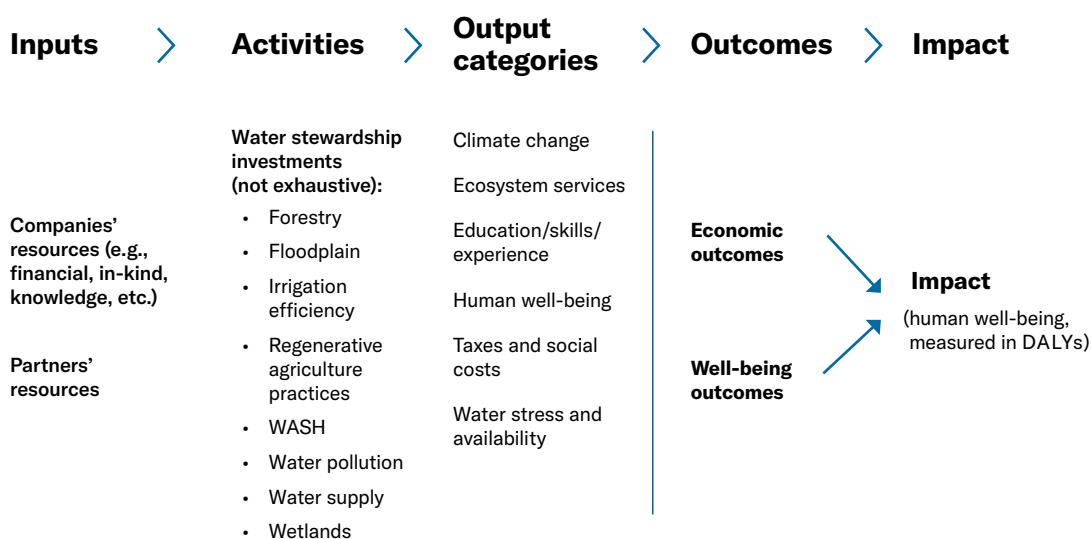 Inputs
Activities
Output
categories
Outcomes
Impact
Companies’
resources (e.g.,
financial, in-kind,
knowledge, etc.)
Partners’
resources
Water stewardship
investments
(not exhaustive):
• Forestry
• Floodplain
• Irrigation
efficiency
• Regenerative
agriculture
practices
• WASH
• Water pollution
• Water supply
• Wetlands
Climate change
Ecosystem services
Education/skills/
experience
Human well-being
Taxes and social
costs
Water stress and
availability
Economic
outcomes
Well-being
outcomes
Impact
(human well-being,
measured in DALYs)